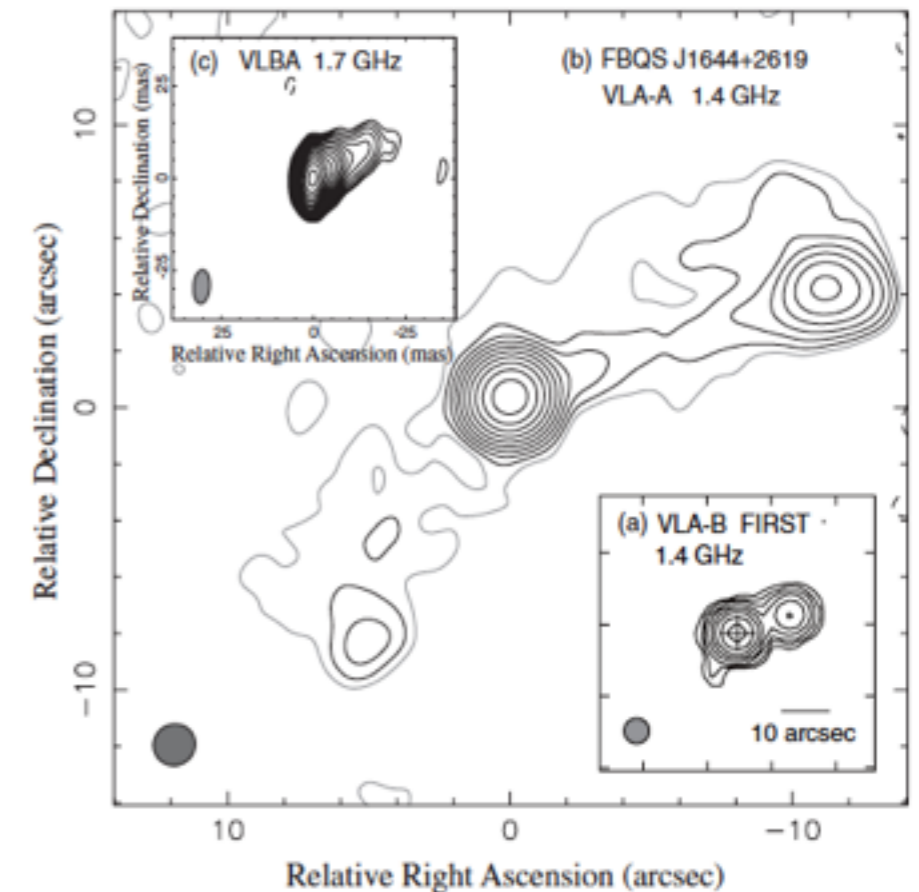 (c) VLBA 1.7 GHz
(b) FBQS J1644+2619
VLA-A 1.4 GHz
Relative Declination (mas)
25
0
-25
25
0
-25
Relative Right Ascension (mas)
(a) VLA-B FIRST
1.4 GHz
10 arcsec
Relative Declination (arcsec)
10
0
−10
10
0
−10
Relative Right Ascension (arcsec)